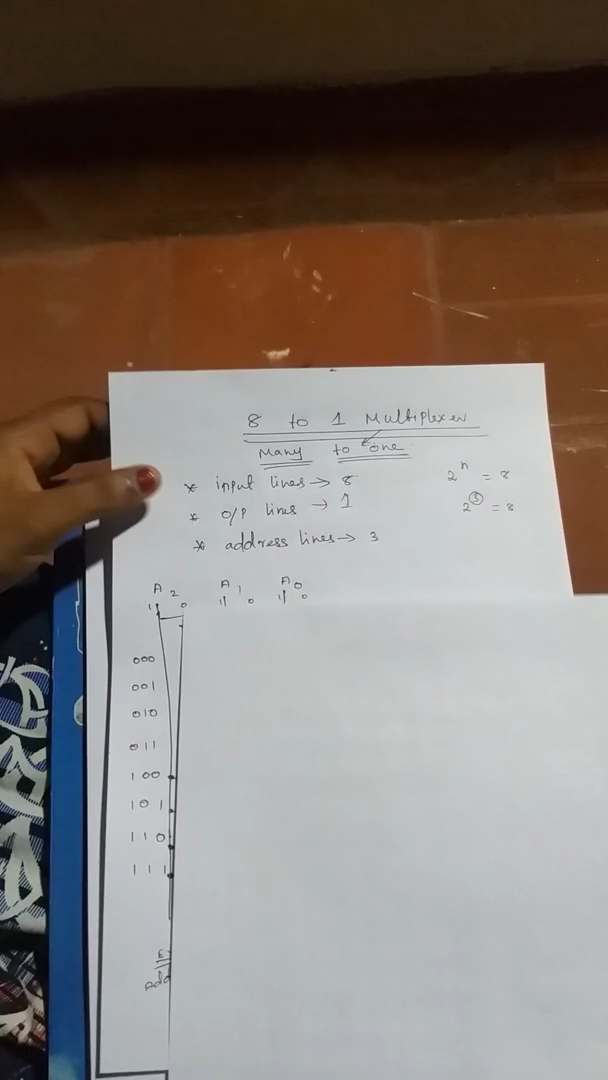 8 to 1 Multiplexer
Many to one
* input lines → 8
2^n = 8
* o/p lines → 1
2^③ = 8
* address lines → 3
A2 A1 A0
1 0 1 0 1 0
000
001
010
011
100
101
110
111
E
Add